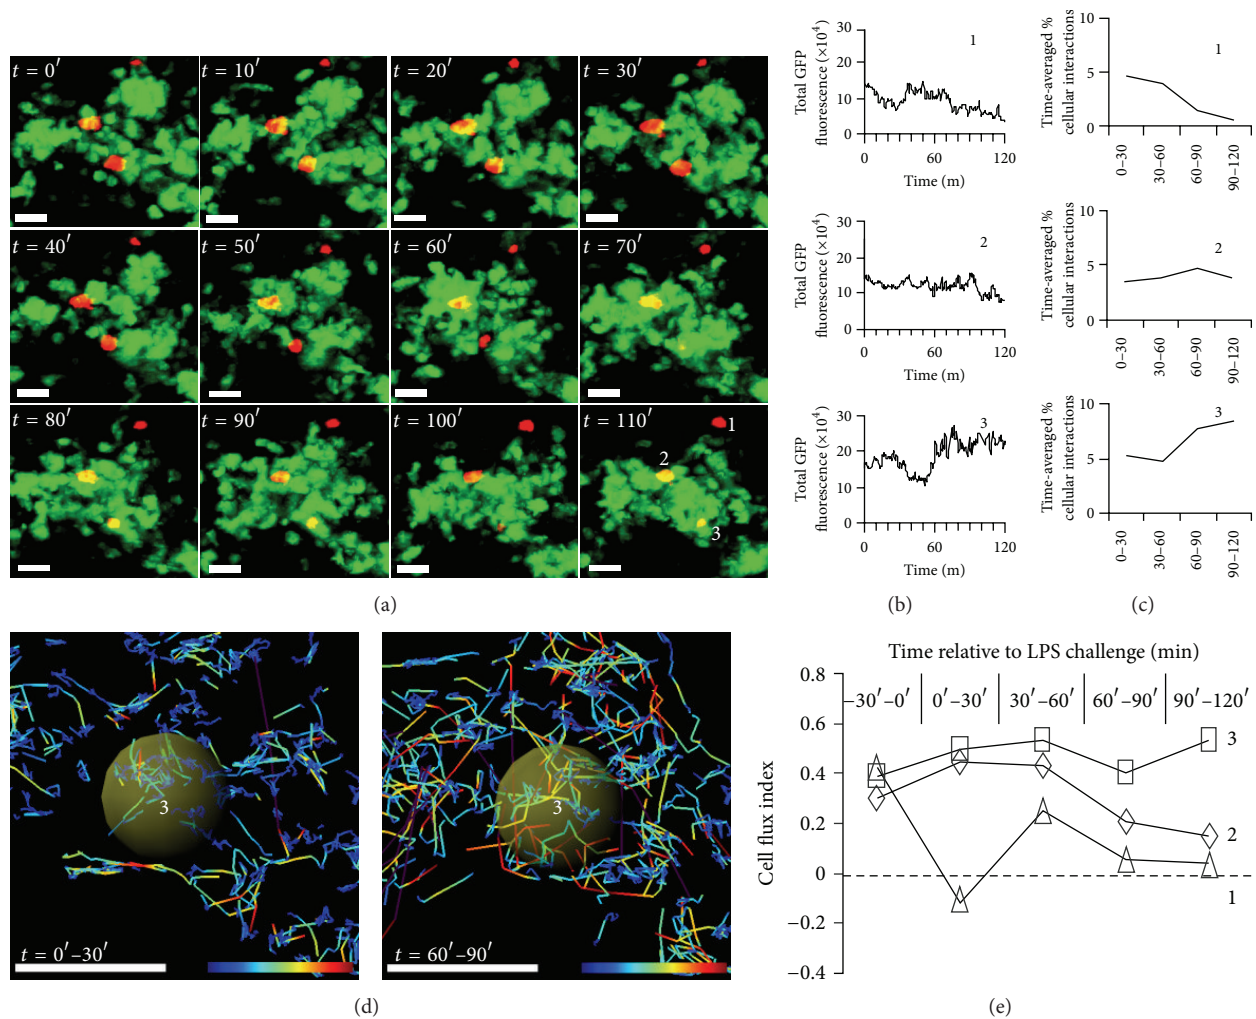 t = 0′
t = 10′
t = 20′
t = 30′
t = 40′
t = 50′
t = 60′
t = 70′
t = 80′
t = 90′
t = 100′
t = 110′
1
2
3
(a)
Total GFP
fluorescence (×10⁴)
30
20
10
0
1
0
60
120
Time (m)
Total GFP
fluorescence (×10⁴)
30
20
10
0
2
0
60
120
Time (m)
Total GFP
fluorescence (×10⁴)
30
20
10
0
3
0
60
120
Time (m)
(b)
Time-averaged %
cellular interactions
10
5
0
1
0–30
30–60
60–90
90–120
Time-averaged %
cellular interactions
10
5
0
2
0–30
30–60
60–90
90–120
Time-averaged %
cellular interactions
10
5
0
3
0–30
30–60
60–90
90–120
(c)
3
t = 0′–30′
3
t = 60′–90′
(d)
Time relative to LPS challenge (min)
−30′–0′
0′–30′
30′–60′
60′–90′
90′–120′
Cell flux index
0.8
0.6
0.4
0.2
0
−0.2
−0.4
3
2
1
(e)